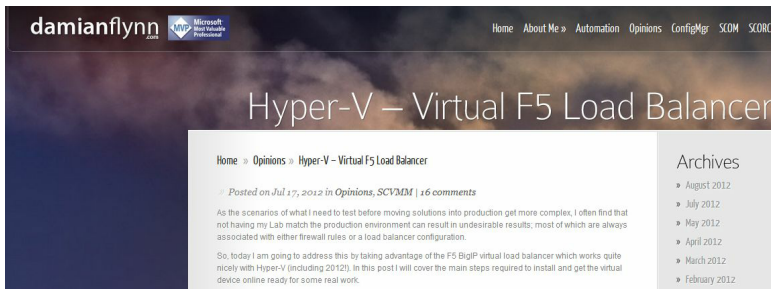 damianflynn
.com
MVP
Microsoft
Most Valuable
Professional
Home About Me » Automation Opinions ConfigMgr SCOM SCORC
Hyper-V – Virtual F5 Load Balancer
Home » Opinions » Hyper-V – Virtual F5 Load Balancer
» Posted on Jul 17, 2012 in Opinions, SCVMM | 16 comments
As the scenarios of what I need to test before moving solutions into production get more complex, I often find that
not having my Lab match the production environment can result in undesirable results; most of which are always
associated with either firewall rules or a load balancer configuration.
So, today I am going to address this by taking advantage of the F5 BigIP virtual load balancer which works quite
nicely with Hyper-V (including 2012!). In this post I will cover the main steps required to install and get the virtual
device online ready for some real work.
Archives
» August 2012
» July 2012
» May 2012
» April 2012
» March 2012
» February 2012